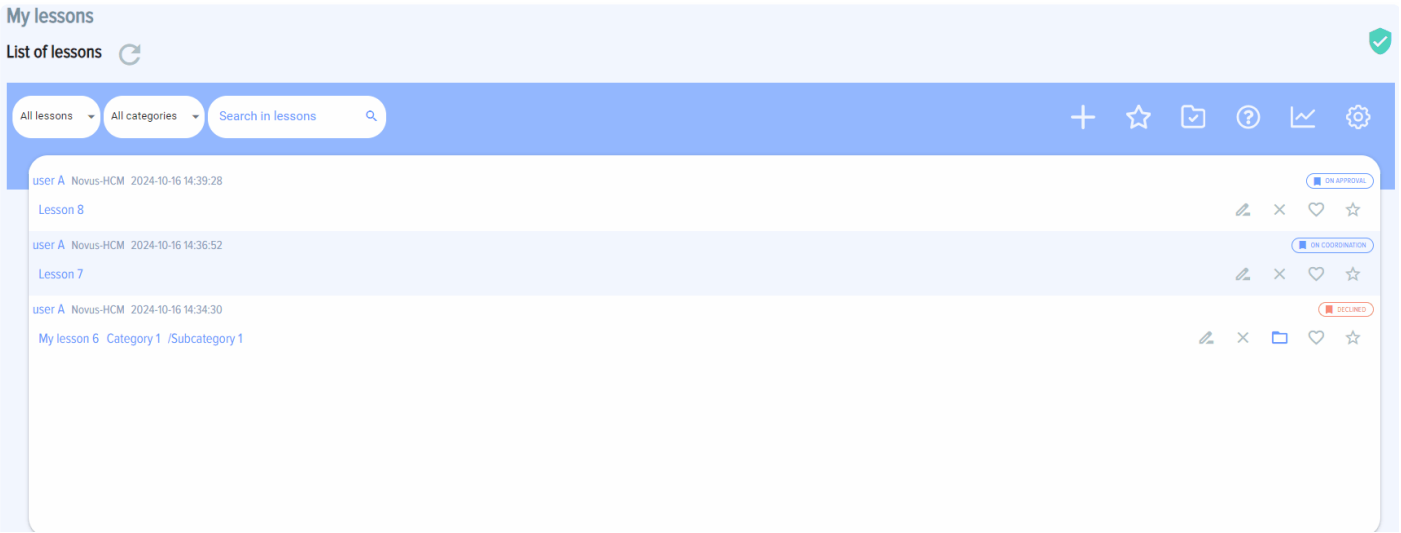 My lessons
List of lessons
All lessons All categories Search in lessons
user A Novus-HCM 2024-10-16 14:39:28 ON APPROVAL
Lesson 8
user A Novus-HCM 2024-10-16 14:36:52 ON COORDINATION
Lesson 7
user A Novus-HCM 2024-10-16 14:34:30 DECLINED
My lesson 6 Category 1 /Subcategory 1